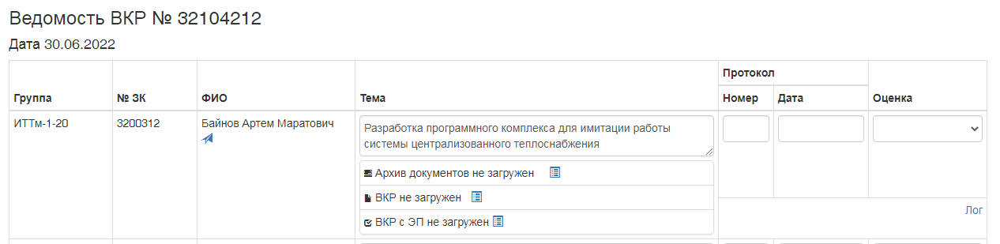 Ведомость ВКР № 32104212
Дата 30.06.2022
Протокол
Группа № ЗК ФИО Тема Номер Дата Оценка
ИТТм-1-20 3200312 Байнов Артем Маратович Разработка программного комплекса для имитации работы
системы централизованного теплоснабжения
Архив документов не загружен
ВКР не загружен
Лог
ВКР с ЭП не загружен